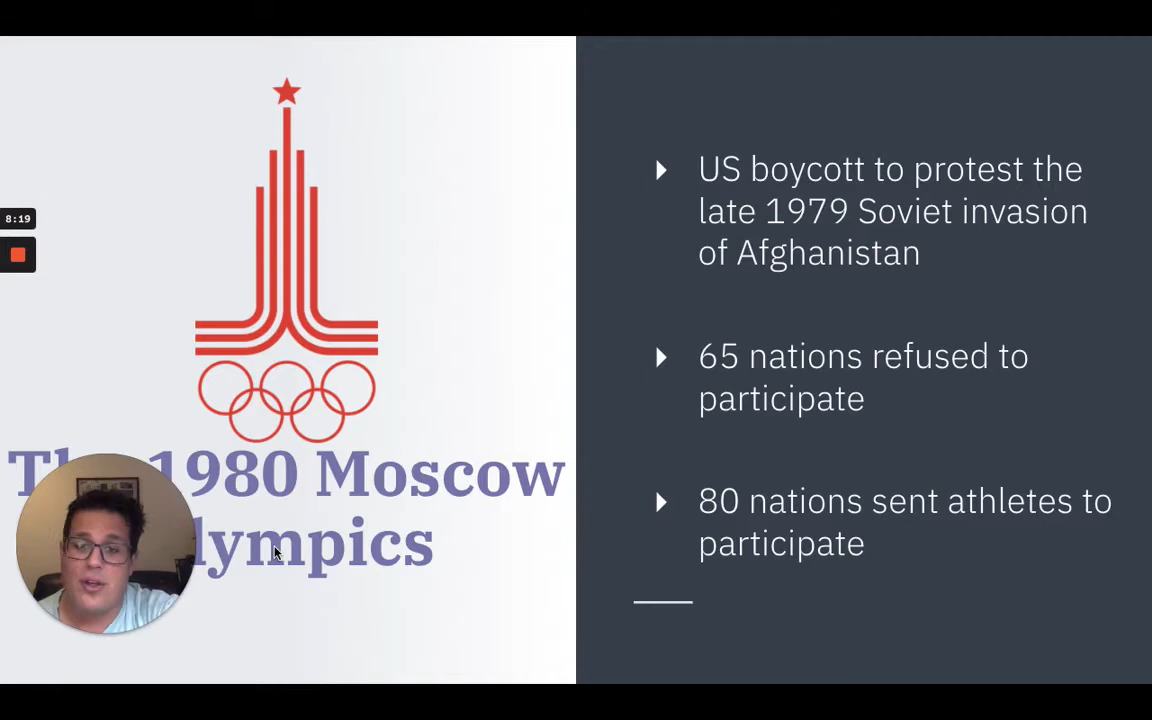 8:19
The 1980 Moscow
lympics
US boycott to protest the
late 1979 Soviet invasion
of Afghanistan
65 nations refused to
participate
80 nations sent athletes to
participate